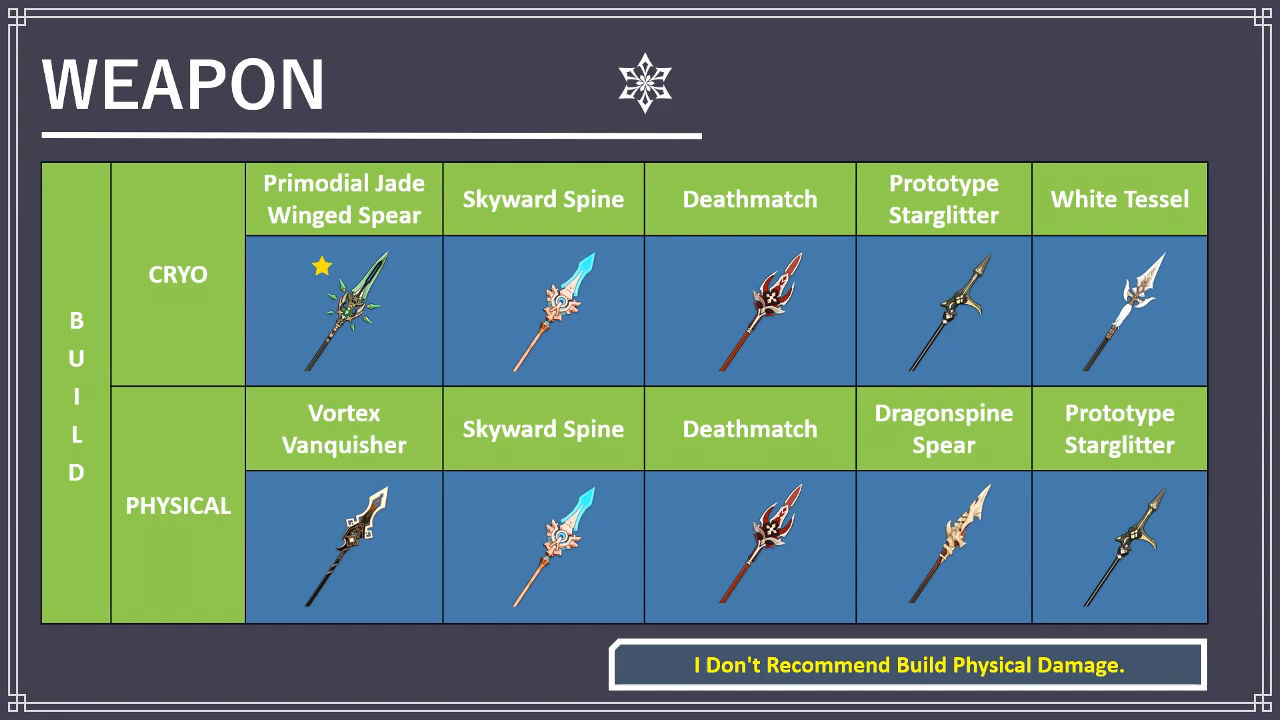 WEAPON
B
U
I
L
D
CRYO
Primodial Jade
Winged Spear
Skyward Spine
Deathmatch
Prototype
Starglitter
White Tessel
PHYSICAL
Vortex
Vanquisher
Skyward Spine
Deathmatch
Dragonspine
Spear
Prototype
Starglitter
I Don't Recommend Build Physical Damage.